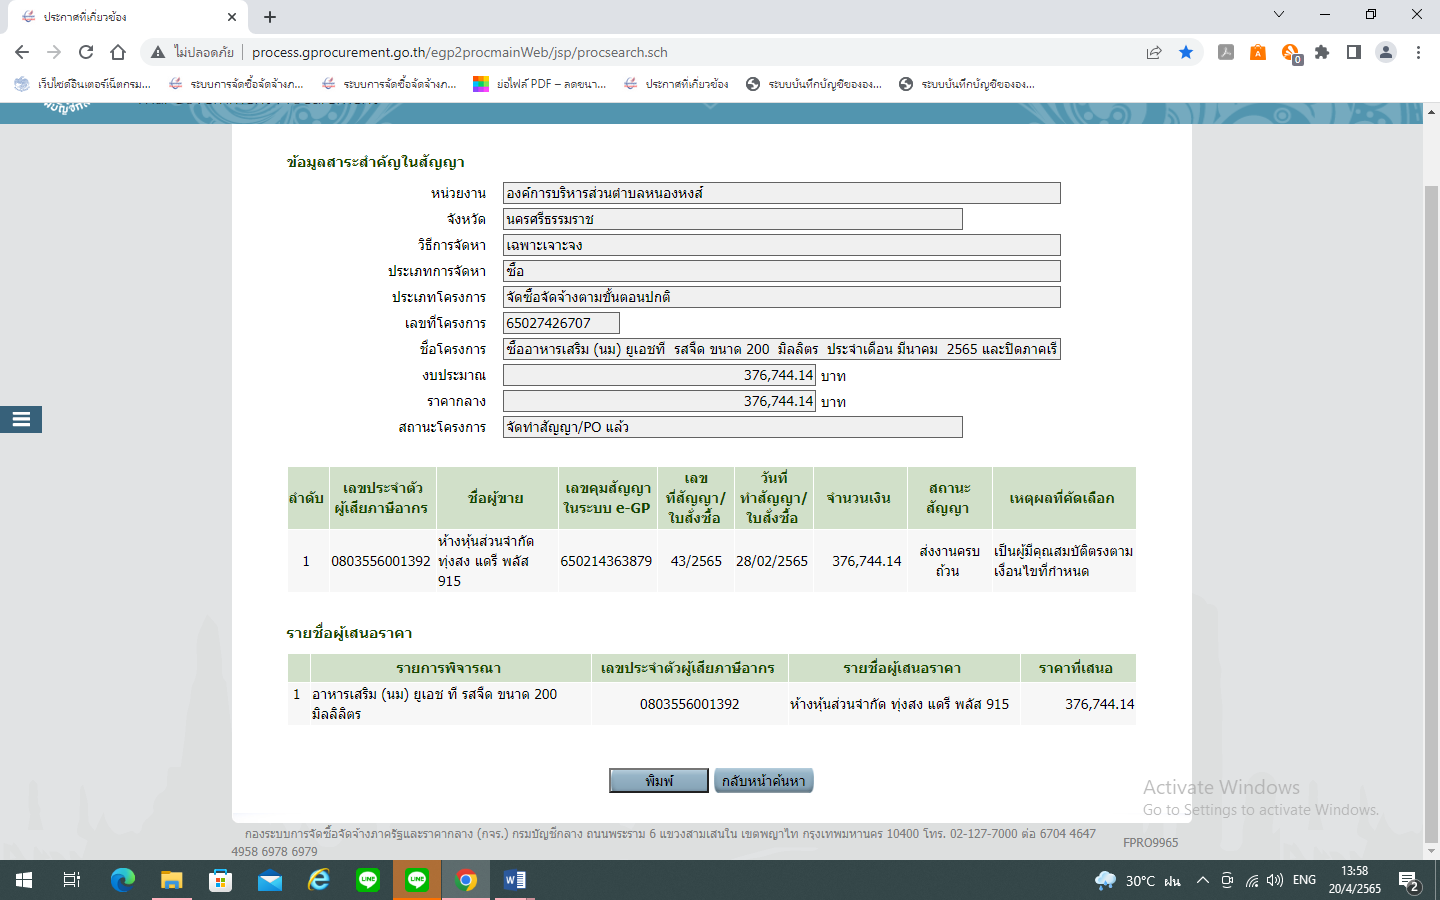 ประกาศที่เกี่ยวข้อง
ไม่ปลอดภัย process.gprocurement.go.th/egp2procmainWeb/jsp/procsearch.sch
เว็บไซต์อินเตอร์เน็ตกรม... ระบบการจัดซื้อจัดจ้างภ... ระบบการจัดซื้อจัดจ้างภ... ย่อไฟล์ PDF – ลดขนา... ประกาศที่เกี่ยวข้อง ระบบบันทึกบัญชีขององ... ระบบบันทึกบัญชีขององ...
ข้อมูลสาระสำคัญในสัญญา
หน่วยงาน องค์การบริหารส่วนตำบลหนองหงส์
จังหวัด นครศรีธรรมราช
วิธีการจัดหา เฉพาะเจาะจง
ประเภทการจัดหา ซื้อ
ประเภทโครงการ จัดซื้อจัดจ้างตามขั้นตอนปกติ
เลขที่โครงการ 65027426707
ชื่อโครงการ ซื้ออาหารเสริม (นม) ยูเอชที รสจืด ขนาด 200 มิลลิตร ประจำเดือน มีนาคม 2565 และปิดภาคเรี
งบประมาณ 376,744.14 บาท
ราคากลาง 376,744.14 บาท
สถานะโครงการ จัดทำสัญญา/PO แล้ว
ลำดับ เลขประจำตัวผู้เสียภาษีอากร ชื่อผู้ขาย เลขคุมสัญญาในระบบ e-GP เลขที่สัญญา/ใบสั่งซื้อ วันที่ทำสัญญา/ใบสั่งซื้อ จำนวนเงิน สถานะสัญญา เหตุผลที่คัดเลือก
1 0803556001392 ห้างหุ้นส่วนจำกัด ทุ่งสง แดรี่ พลัส 915 650214363879 43/2565 28/02/2565 376,744.14 ส่งงานครบถ้วน เป็นผู้มีคุณสมบัติตรงตามเงื่อนไขที่กำหนด
รายชื่อผู้เสนอราคา
รายการพิจารณา เลขประจำตัวผู้เสียภาษีอากร รายชื่อผู้เสนอราคา ราคาที่เสนอ
1 อาหารเสริม (นม) ยูเอช ที รสจืด ขนาด 200 มิลลิลิตร 0803556001392 ห้างหุ้นส่วนจำกัด ทุ่งสง แดรี่ พลัส 915 376,744.14
พิมพ์ กลับหน้าค้นหา
Activate Windows
Go to Settings to activate Windows.
กองระบบการจัดซื้อจัดจ้างภาครัฐและราคากลาง (กจร.) กรมบัญชีกลาง ถนนพระราม 6 แขวงสามเสนใน เขตพญาไท กรุงเทพมหานคร 10400 โทร. 02-127-7000 ต่อ 6704 4647
4958 6978 6979
FPRO9965
30°C ฝน ENG 13:58
20/4/2565
2